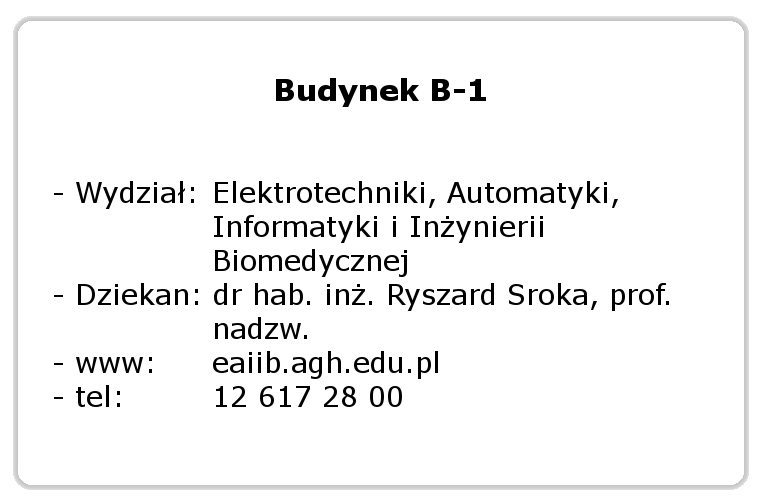 Budynek B-1
- Wydział: Elektrotechniki, Automatyki,
Informatyki i Inżynierii
Biomedycznej
- Dziekan: dr hab. inż. Ryszard Sroka, prof.
nadzw.
- www: eaiib.agh.edu.pl
- tel: 12 617 28 00